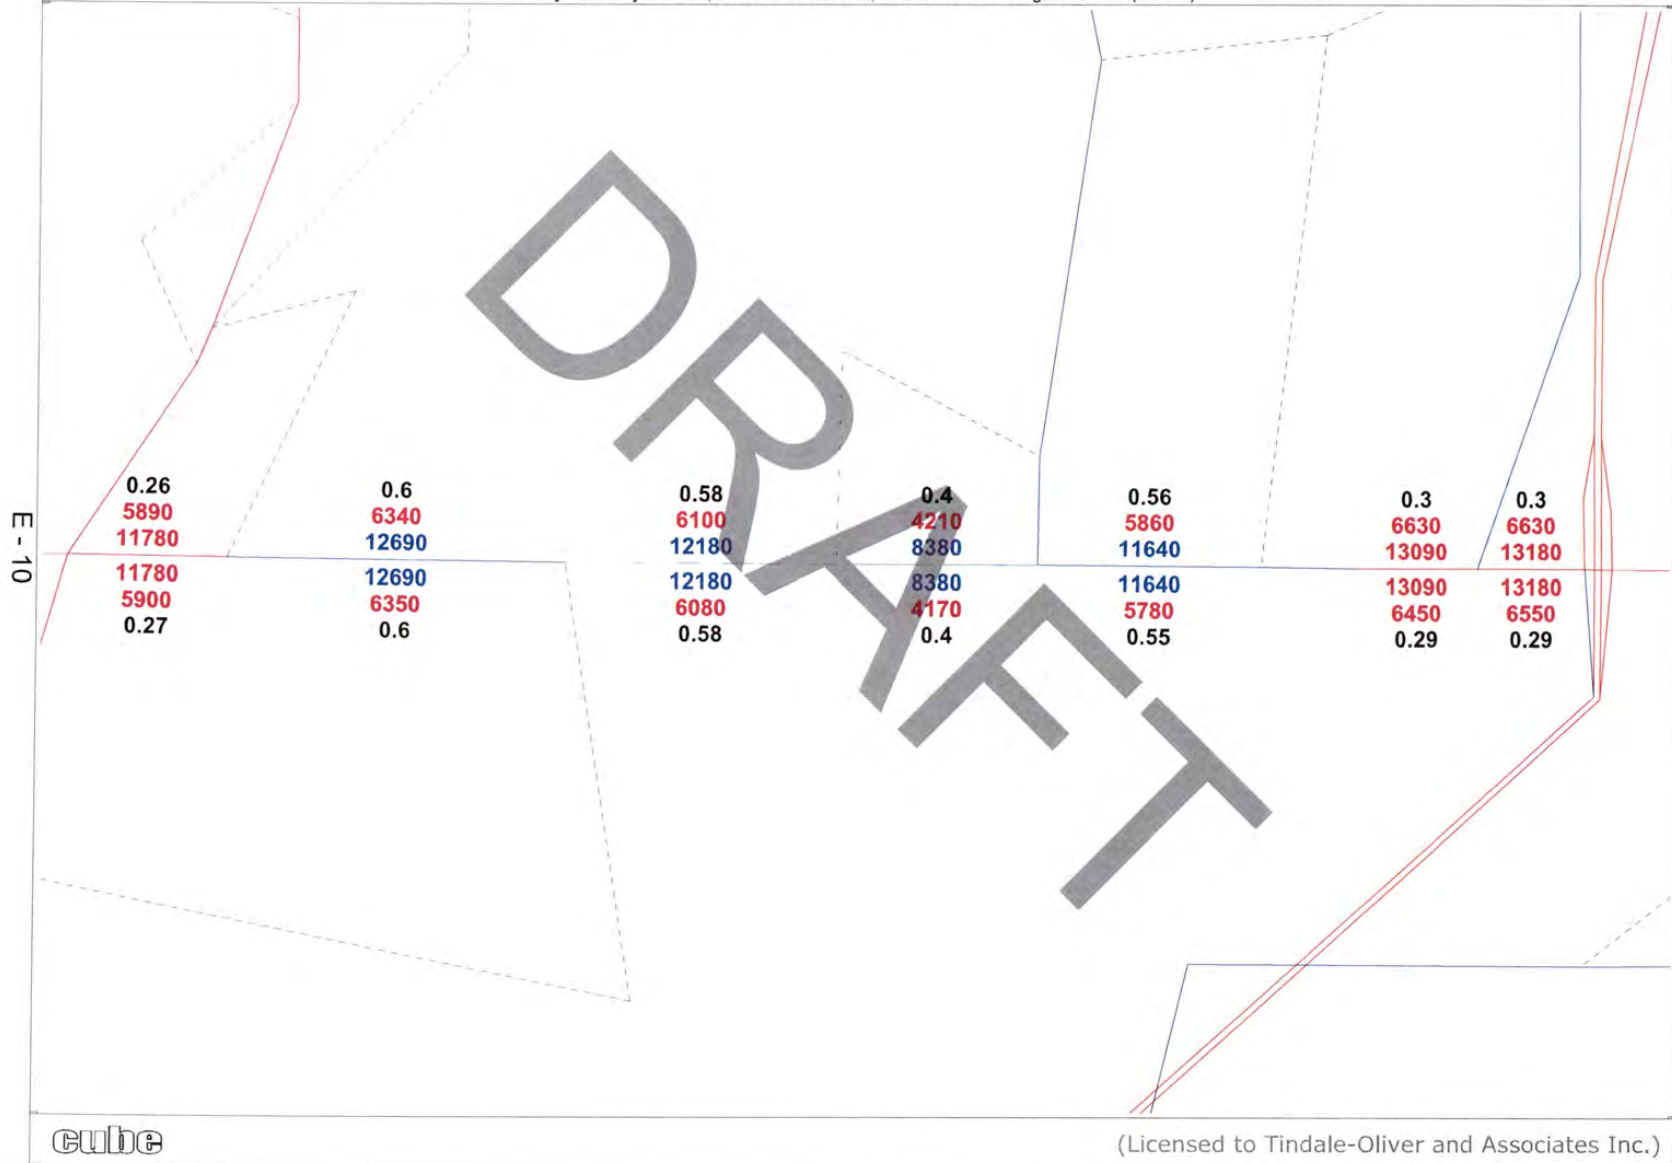 E - 10
0.26 0.6 0.58 0.4 0.56 0.3 0.3
5890 6340 6100 4210 5860 6630 6630
11780 12690 12180 8380 11640 13090 13180
11780 12690 12180 8380 11640 13090 13180
5900 6350 6080 4170 5780 6450 6550
0.27 0.6 0.58 0.4 0.55 0.29 0.29
DRAFT
cube
(Licensed to Tindale-Oliver and Associates Inc.)